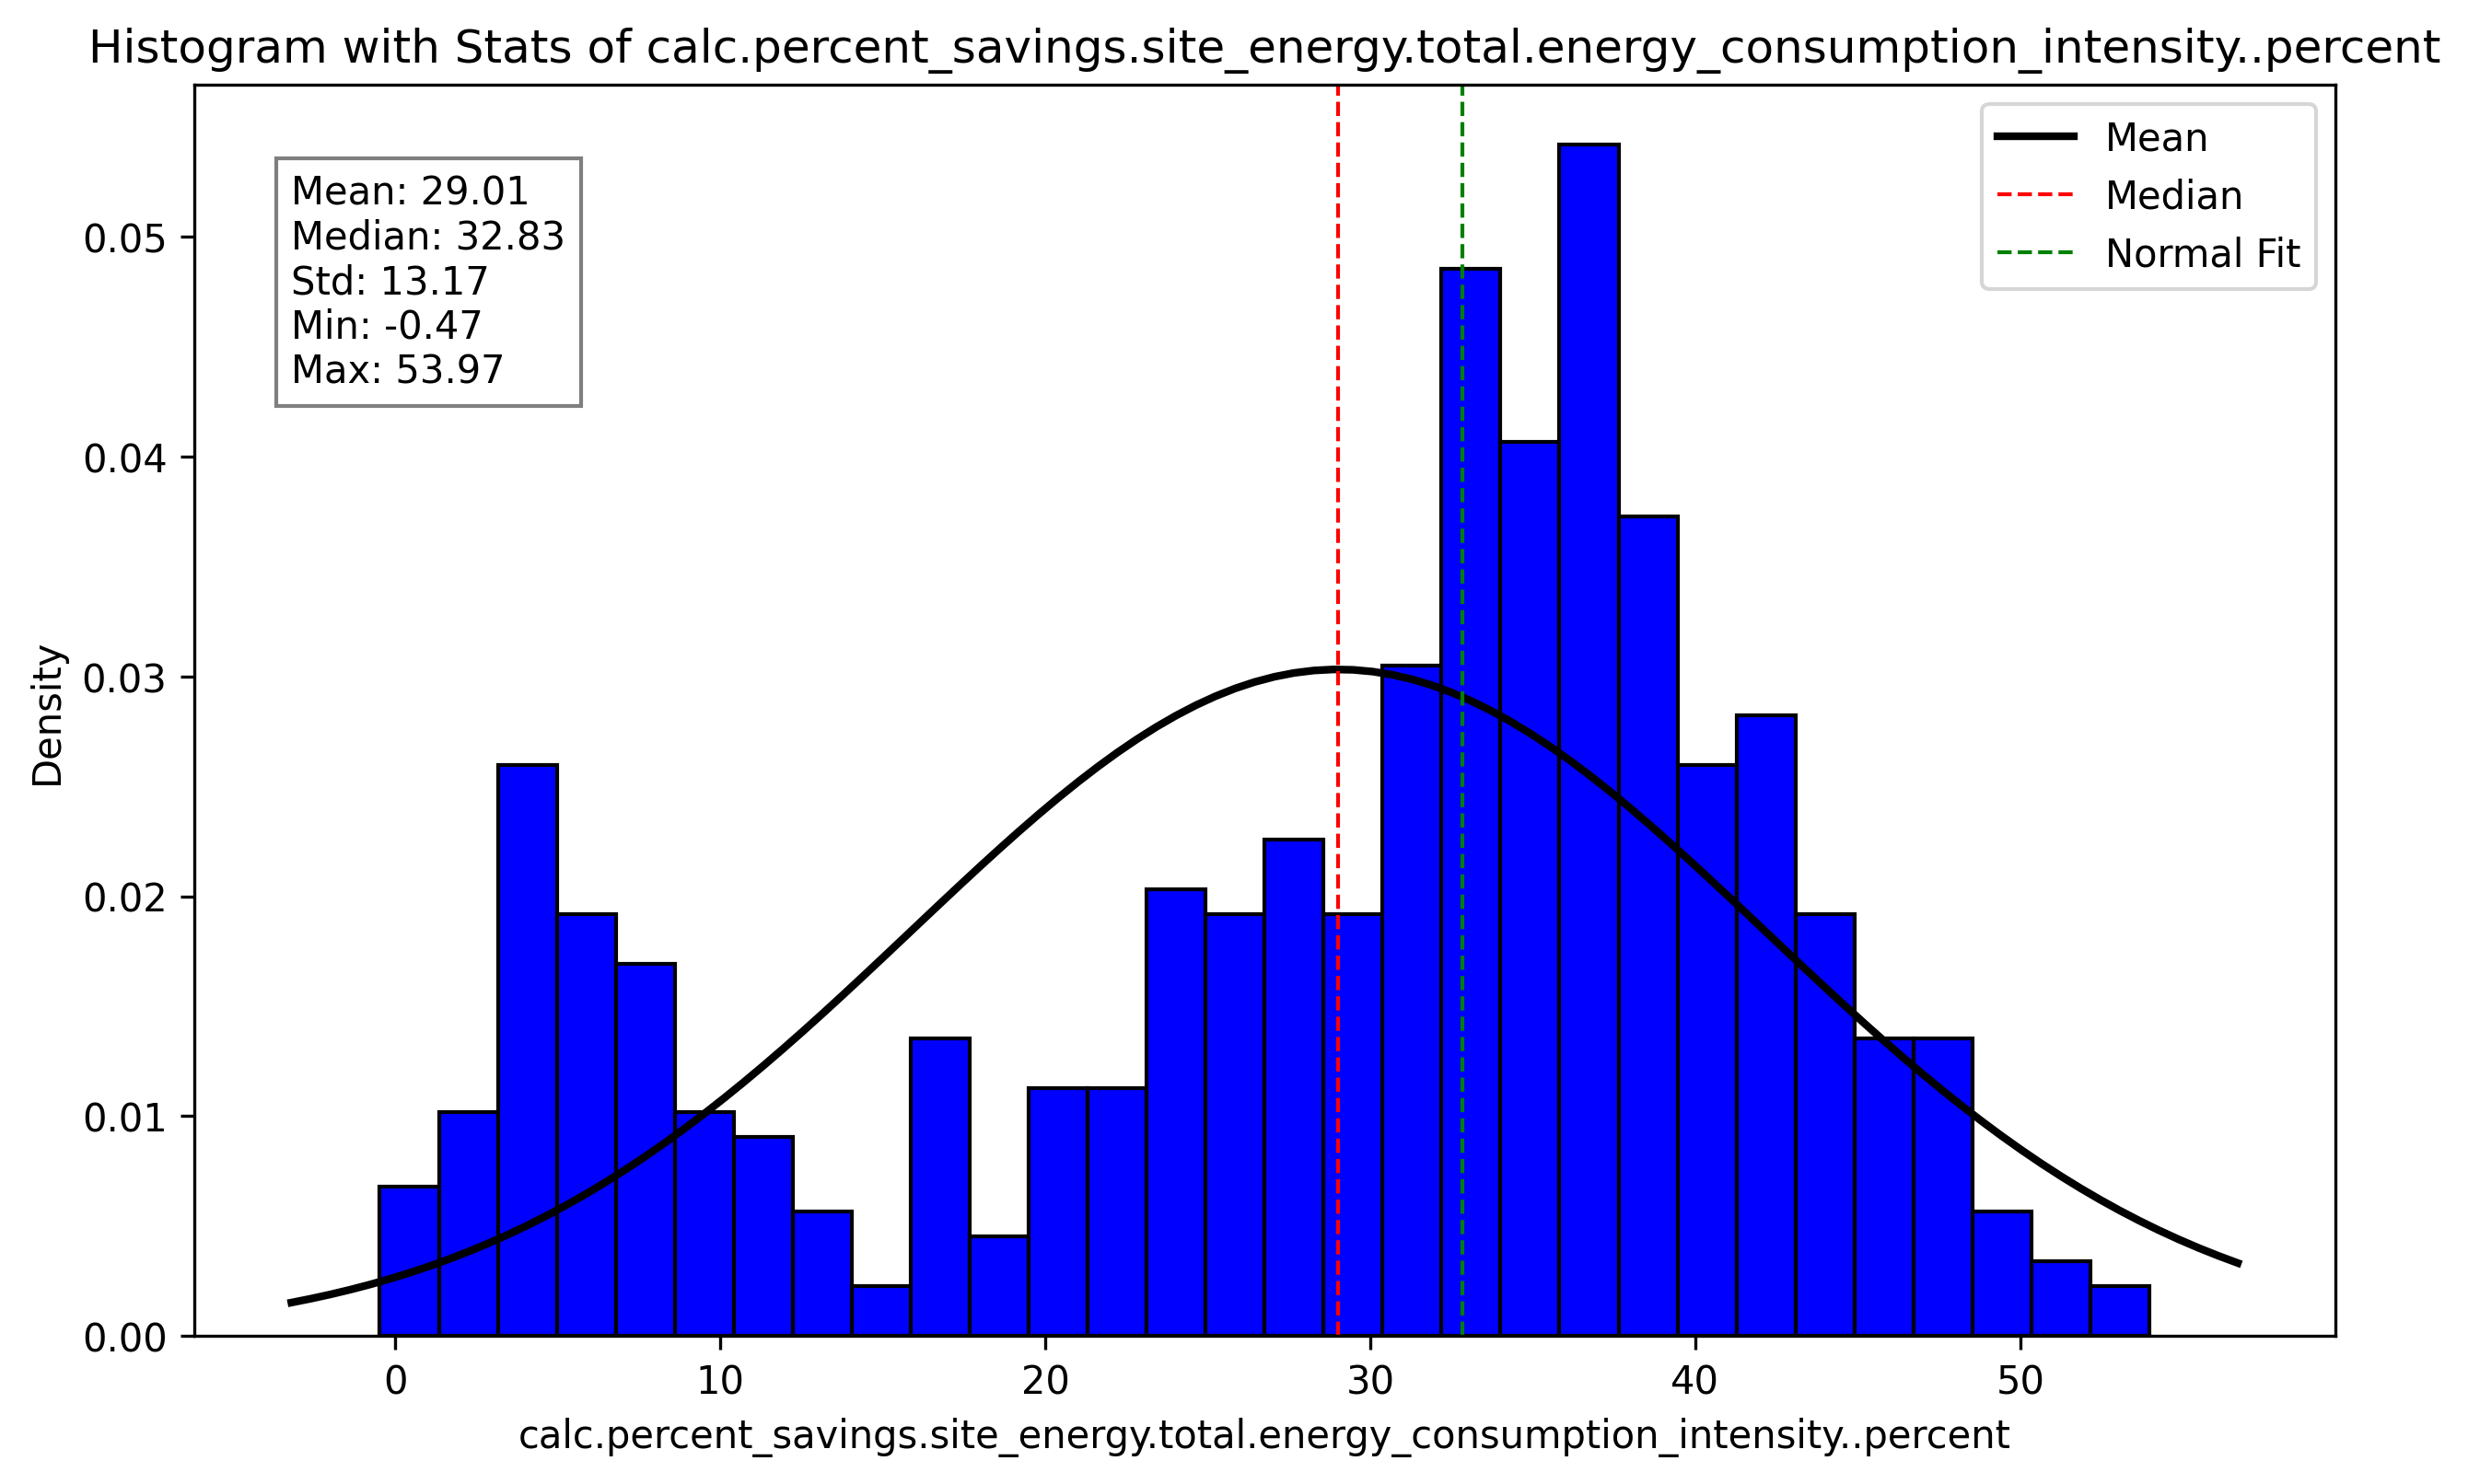 Histogram with Stats of calc.percent_savings.site_energy.total.energy_consumption_intensity..percent
Mean: 29.01
Median: 32.83
Std: 13.17
Min: -0.47
Max: 53.97
Mean
Median
Normal Fit
Density
0.05
0.04
0.03
0.02
0.01
0.00
0 10 20 30 40 50
calc.percent_savings.site_energy.total.energy_consumption_intensity..percent